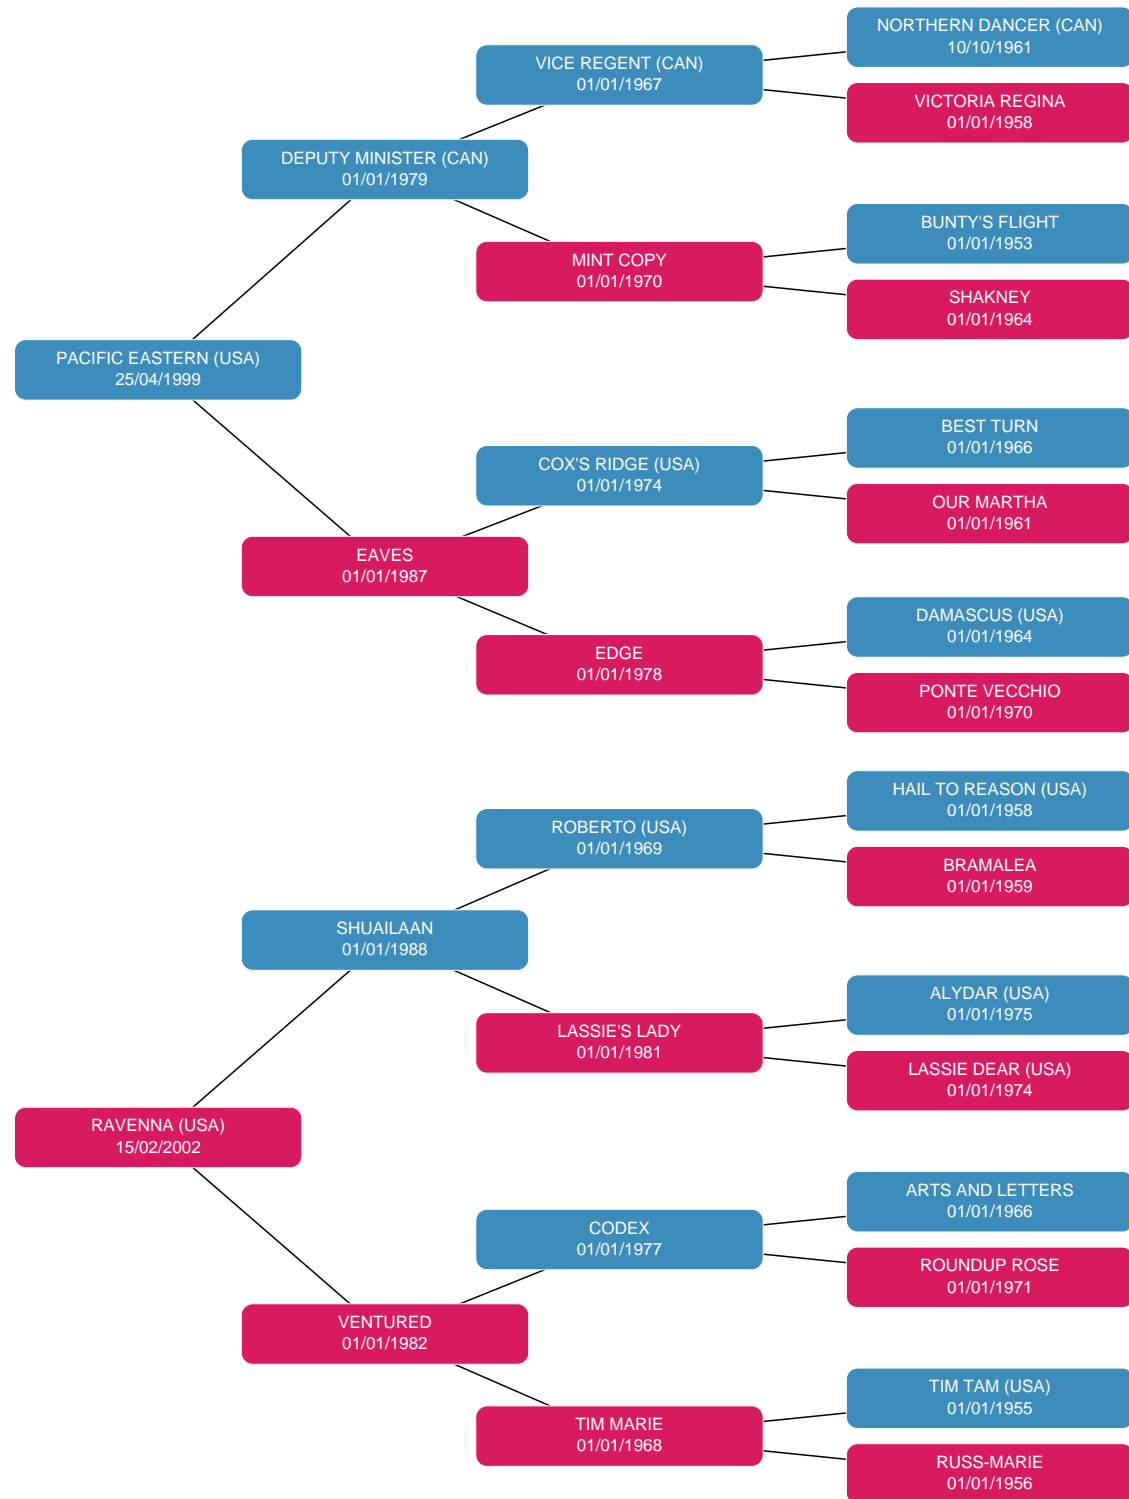 NORTHERN DANCER (CAN)
10/10/1961
VICE REGENT (CAN)
01/01/1967
VICTORIA REGINA
01/01/1958
DEPUTY MINISTER (CAN)
01/01/1979
BUNTY'S FLIGHT
01/01/1953
MINT COPY
01/01/1970
SHAKNEY
01/01/1964
PACIFIC EASTERN (USA)
25/04/1999
BEST TURN
01/01/1966
COX'S RIDGE (USA)
01/01/1974
OUR MARTHA
01/01/1961
EAVES
01/01/1987
DAMASCUS (USA)
01/01/1964
EDGE
01/01/1978
PONTE VECCHIO
01/01/1970
HAIL TO REASON (USA)
01/01/1958
ROBERTO (USA)
01/01/1969
BRAMALEA
01/01/1959
SHUAILAAN
01/01/1988
ALYDAR (USA)
01/01/1975
LASSIE'S LADY
01/01/1981
LASSIE DEAR (USA)
01/01/1974
RAVENNA (USA)
15/02/2002
ARTS AND LETTERS
01/01/1966
CODEX
01/01/1977
ROUNDUP ROSE
01/01/1971
VENTURED
01/01/1982
TIM TAM (USA)
01/01/1955
TIM MARIE
01/01/1968
RUSS-MARIE
01/01/1956